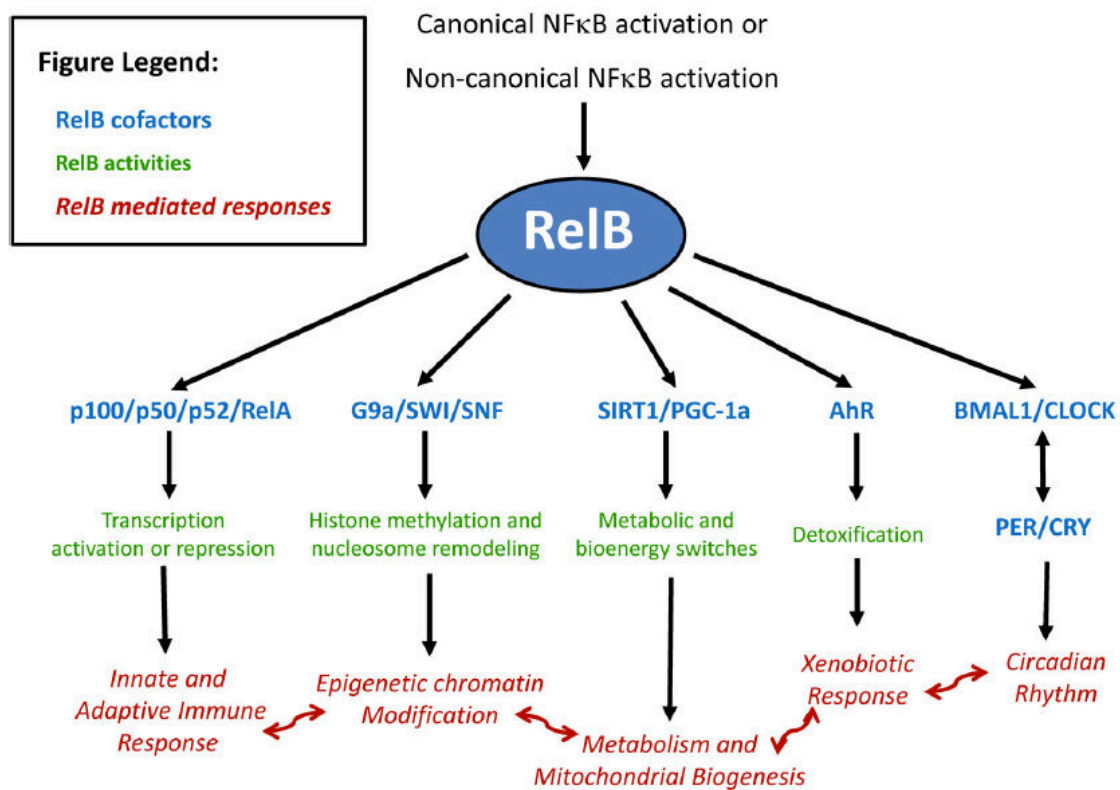 Canonical NFκB activation or
Non-canonical NFκB activation
Figure Legend:
RelB cofactors
RelB activities
RelB mediated responses
RelB
p100/p50/p52/RelA
G9a/SWI/SNF
SIRT1/PGC-1a
AhR
BMAL1/CLOCK
Transcription
activation or repression
Histone methylation and
nucleosome remodeling
Metabolic and
bioenergy switches
Detoxification
PER/CRY
Innate and
Adaptive Immune
Response
Epigenetic chromatin
Modification
Metabolism and
Mitochondrial Biogenesis
Xenobiotic
Response
Circadian
Rhythm